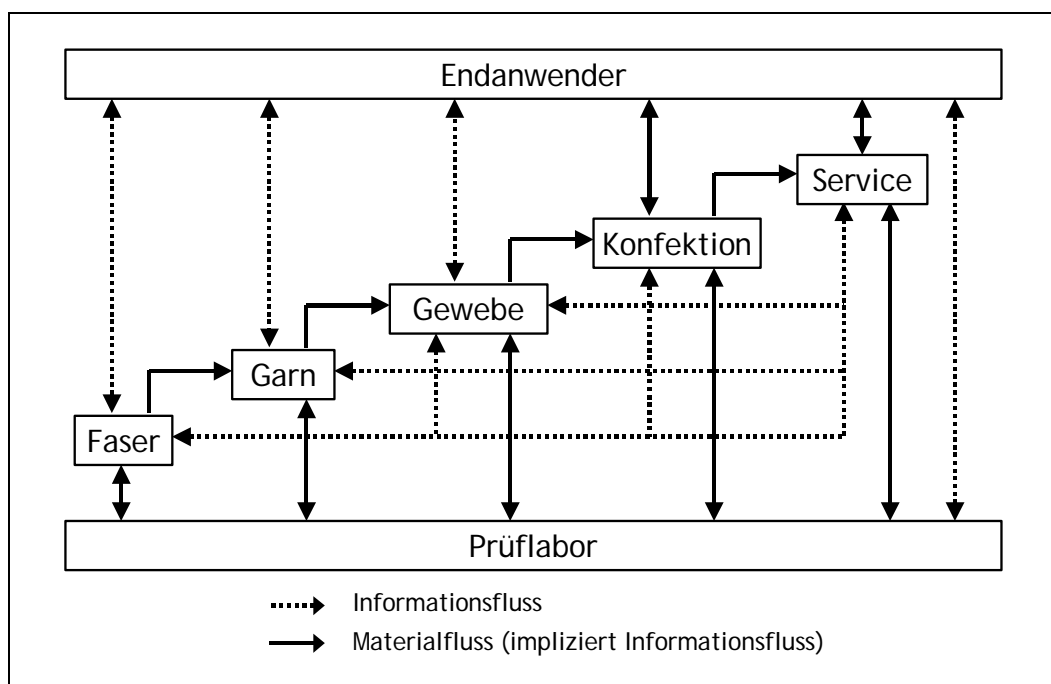 Endanwender
Service
Konfektion
Gewebe
Garn
Faser
Prüflabor
Informationsfluss
Materialfluss (impliziert Informationsfluss)